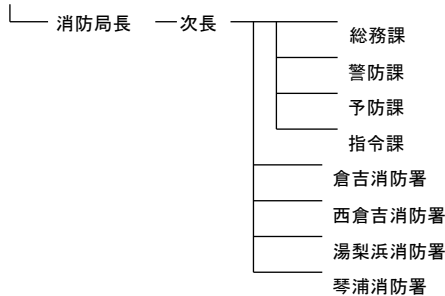 消防局長 次長 総務課
警防課
予防課
指令課
倉吉消防署
西倉吉消防署
湯梨浜消防署
琴浦消防署